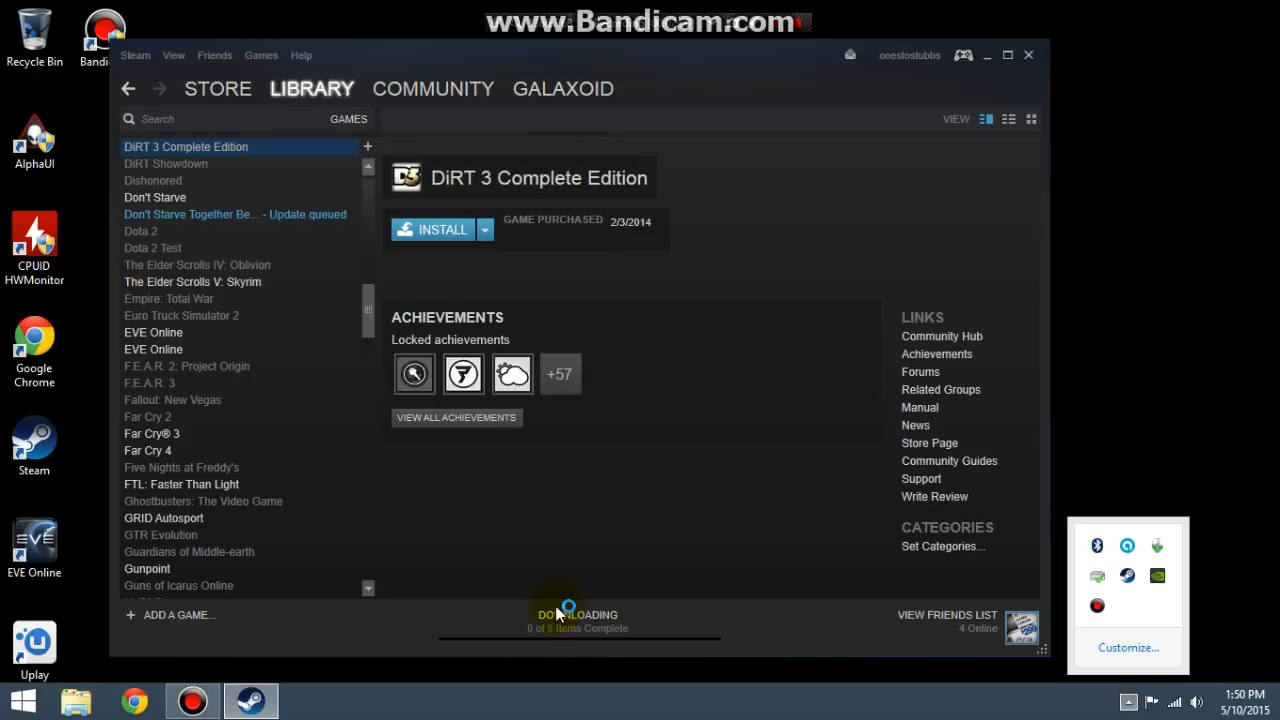 www.Bandicam.com
Recycle Bin
Bandi
AlphaUI
CPUID
HWMonitor
Google
Chrome
Steam
EVE Online
Uplay
Steam View Friends Games Help
onestostubbs
STORE LIBRARY COMMUNITY GALAXOID
Search GAMES
VIEW
DiRT 3 Complete Edition
DiRT Showdown
Dishonored
Don't Starve
Don't Starve Together Be... - Update queued
Dota 2
Dota 2 Test
The Elder Scrolls IV: Oblivion
The Elder Scrolls V: Skyrim
Empire: Total War
Euro Truck Simulator 2
EVE Online
EVE Online
F.E.A.R. 2: Project Origin
F.E.A.R. 3
Fallout: New Vegas
Far Cry 2
Far Cry® 3
Far Cry 4
Five Nights at Freddy's
FTL: Faster Than Light
Ghostbusters: The Video Game
GRID Autosport
GTR Evolution
Guardians of Middle-earth
Gunpoint
Guns of Icarus Online
D3 DiRT 3 Complete Edition
INSTALL
GAME PURCHASED 2/3/2014
ACHIEVEMENTS
Locked achievements
+57
VIEW ALL ACHIEVEMENTS
LINKS
Community Hub
Achievements
Forums
Related Groups
Manual
News
Store Page
Community Guides
Support
Write Review
CATEGORIES
Set Categories...
+ ADD A GAME...
DOWNLOADING
0 of 8 Items Complete
VIEW FRIENDS LIST
4 Online
Customize...
1:50 PM
5/10/2015